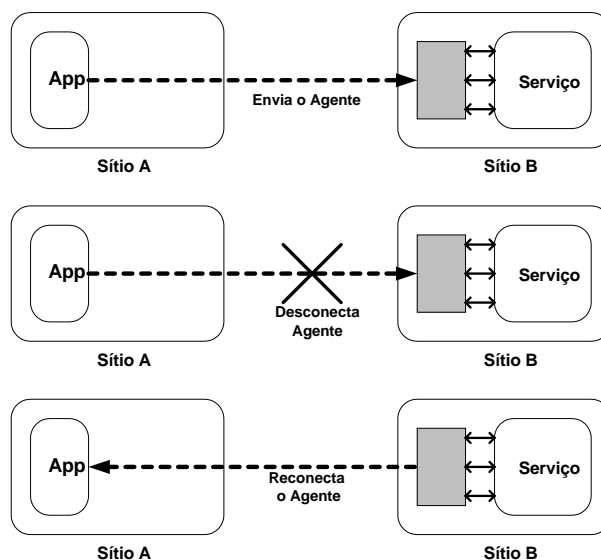 App
Envia o Agente
Serviço
Sítio A
Sítio B
App
Desconecta
Agente
Serviço
Sítio A
Sítio B
App
Reconecta
o Agente
Serviço
Sítio A
Sítio B